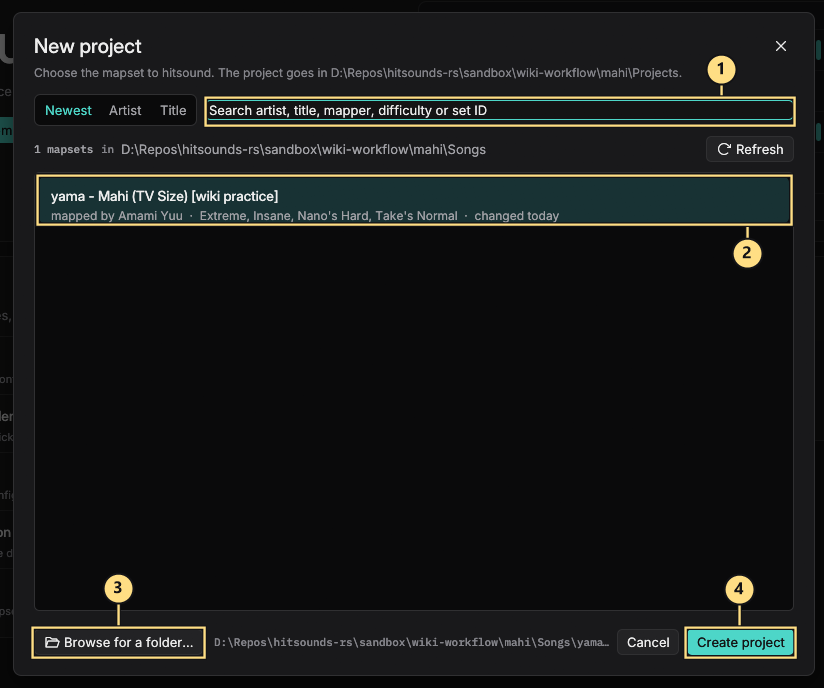 New project
Choose the mapset to hitsound. The project goes in D:\Repos\hitsounds-rs\sandbox\wiki-workflow\mahi\Projects.
1
Newest Artist Title Search artist, title, mapper, difficulty or set ID
1 mapsets in D:\Repos\hitsounds-rs\sandbox\wiki-workflow\mahi\Songs Refresh
yama - Mahi (TV Size) [wiki practice]
mapped by Amami Yuu · Extreme, Insane, Nano's Hard, Take's Normal · changed today
2
3 4
Browse for a folder... D:\Repos\hitsounds-rs\sandbox\wiki-workflow\mahi\Songs\yama… Cancel Create project